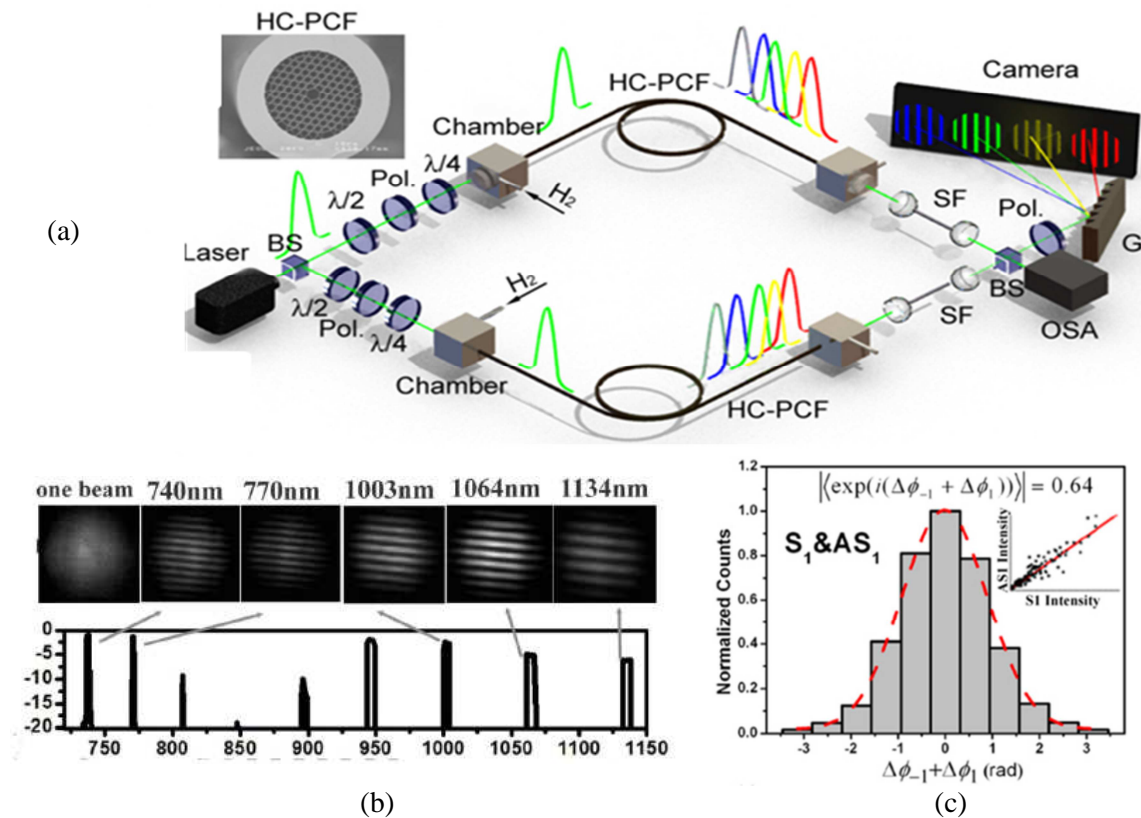 HC-PCF
(a)
Laser
BS
λ/2
Pol.
λ/4
Chamber
H₂
HC-PCF
λ/2
Pol.
λ/4
Chamber
H₂
HC-PCF
SF
SF
BS
Pol.
OSA
G
Camera
one beam 740nm 770nm 1003nm 1064nm 1134nm
0
-5
-10
-15
-20
750 800 850 900 950 1000 1050 1100 1150
(b)
|⟨exp(i(Δϕ₋₁ + Δϕ₁))⟩| = 0.64
S₁&AS₁
AS1 Intensity
S1 Intensity
Normalized Counts
1.2
1.0
0.8
0.6
0.4
0.2
0.0
-3 -2 -1 0 1 2 3
Δϕ₋₁+Δϕ₁ (rad)
(c)